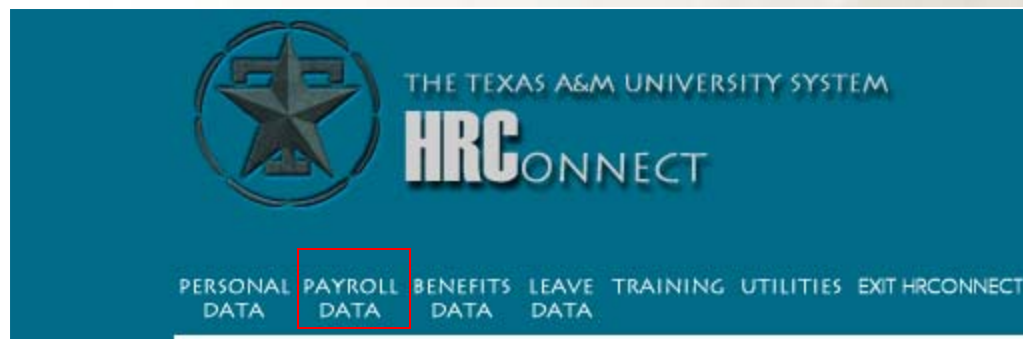 THE TEXAS A&M UNIVERSITY SYSTEM
HRCONNECT
PERSONAL DATA
PAYROLL DATA
BENEFITS DATA
LEAVE DATA
TRAINING
UTILITIES
EXIT HRCONNECT